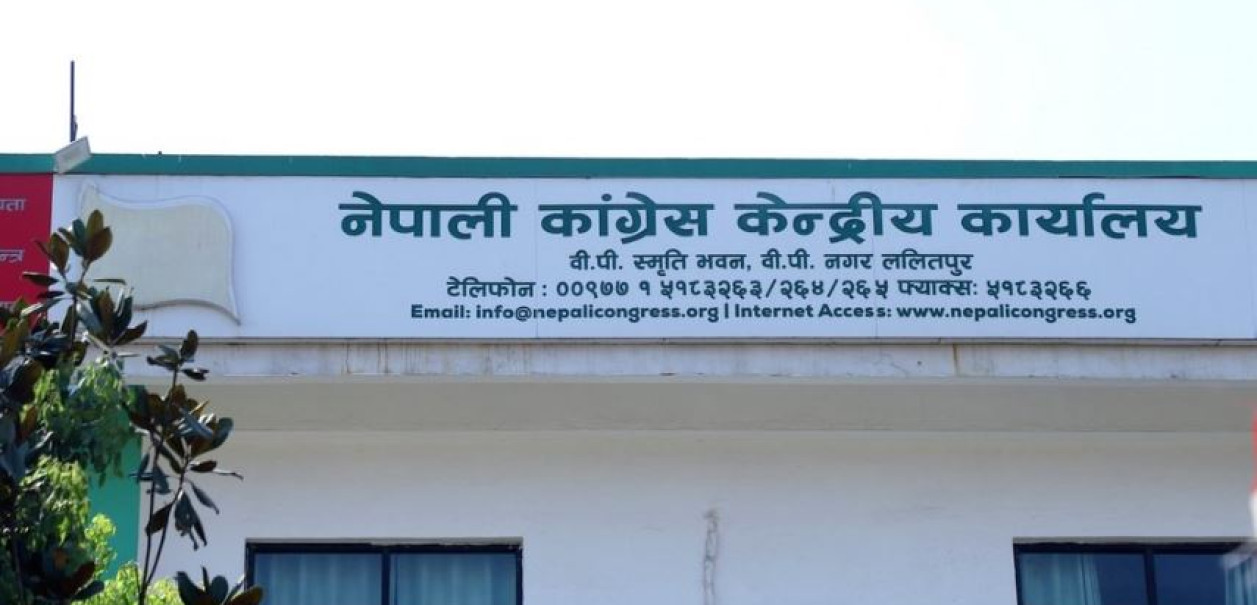 नेपाली कांग्रेस केन्द्रीय कार्यालय
वी.पी. स्मृति भवन, वी.पी. नगर ललितपुर
टेलिफोन : ००९७७ १ ५१८३२६३/२६४/२६५ फ्याक्सः ५१८३२६६
Email: info@nepalicongress.org | Internet Access: www.nepalicongress.org